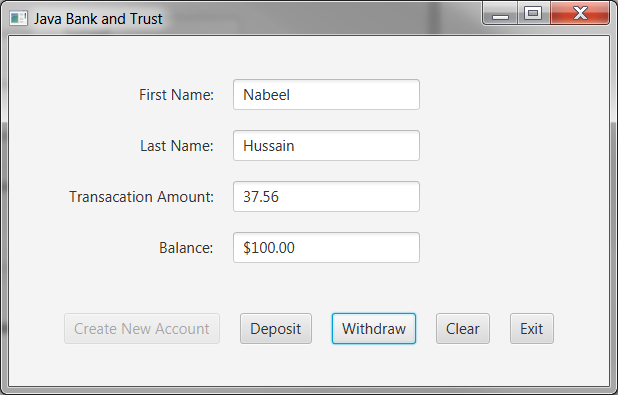 Java Bank and Trust
First Name: Nabeel
Last Name: Hussain
Transacation Amount: 37.56
Balance: $100.00
Create New Account Deposit Withdraw Clear Exit